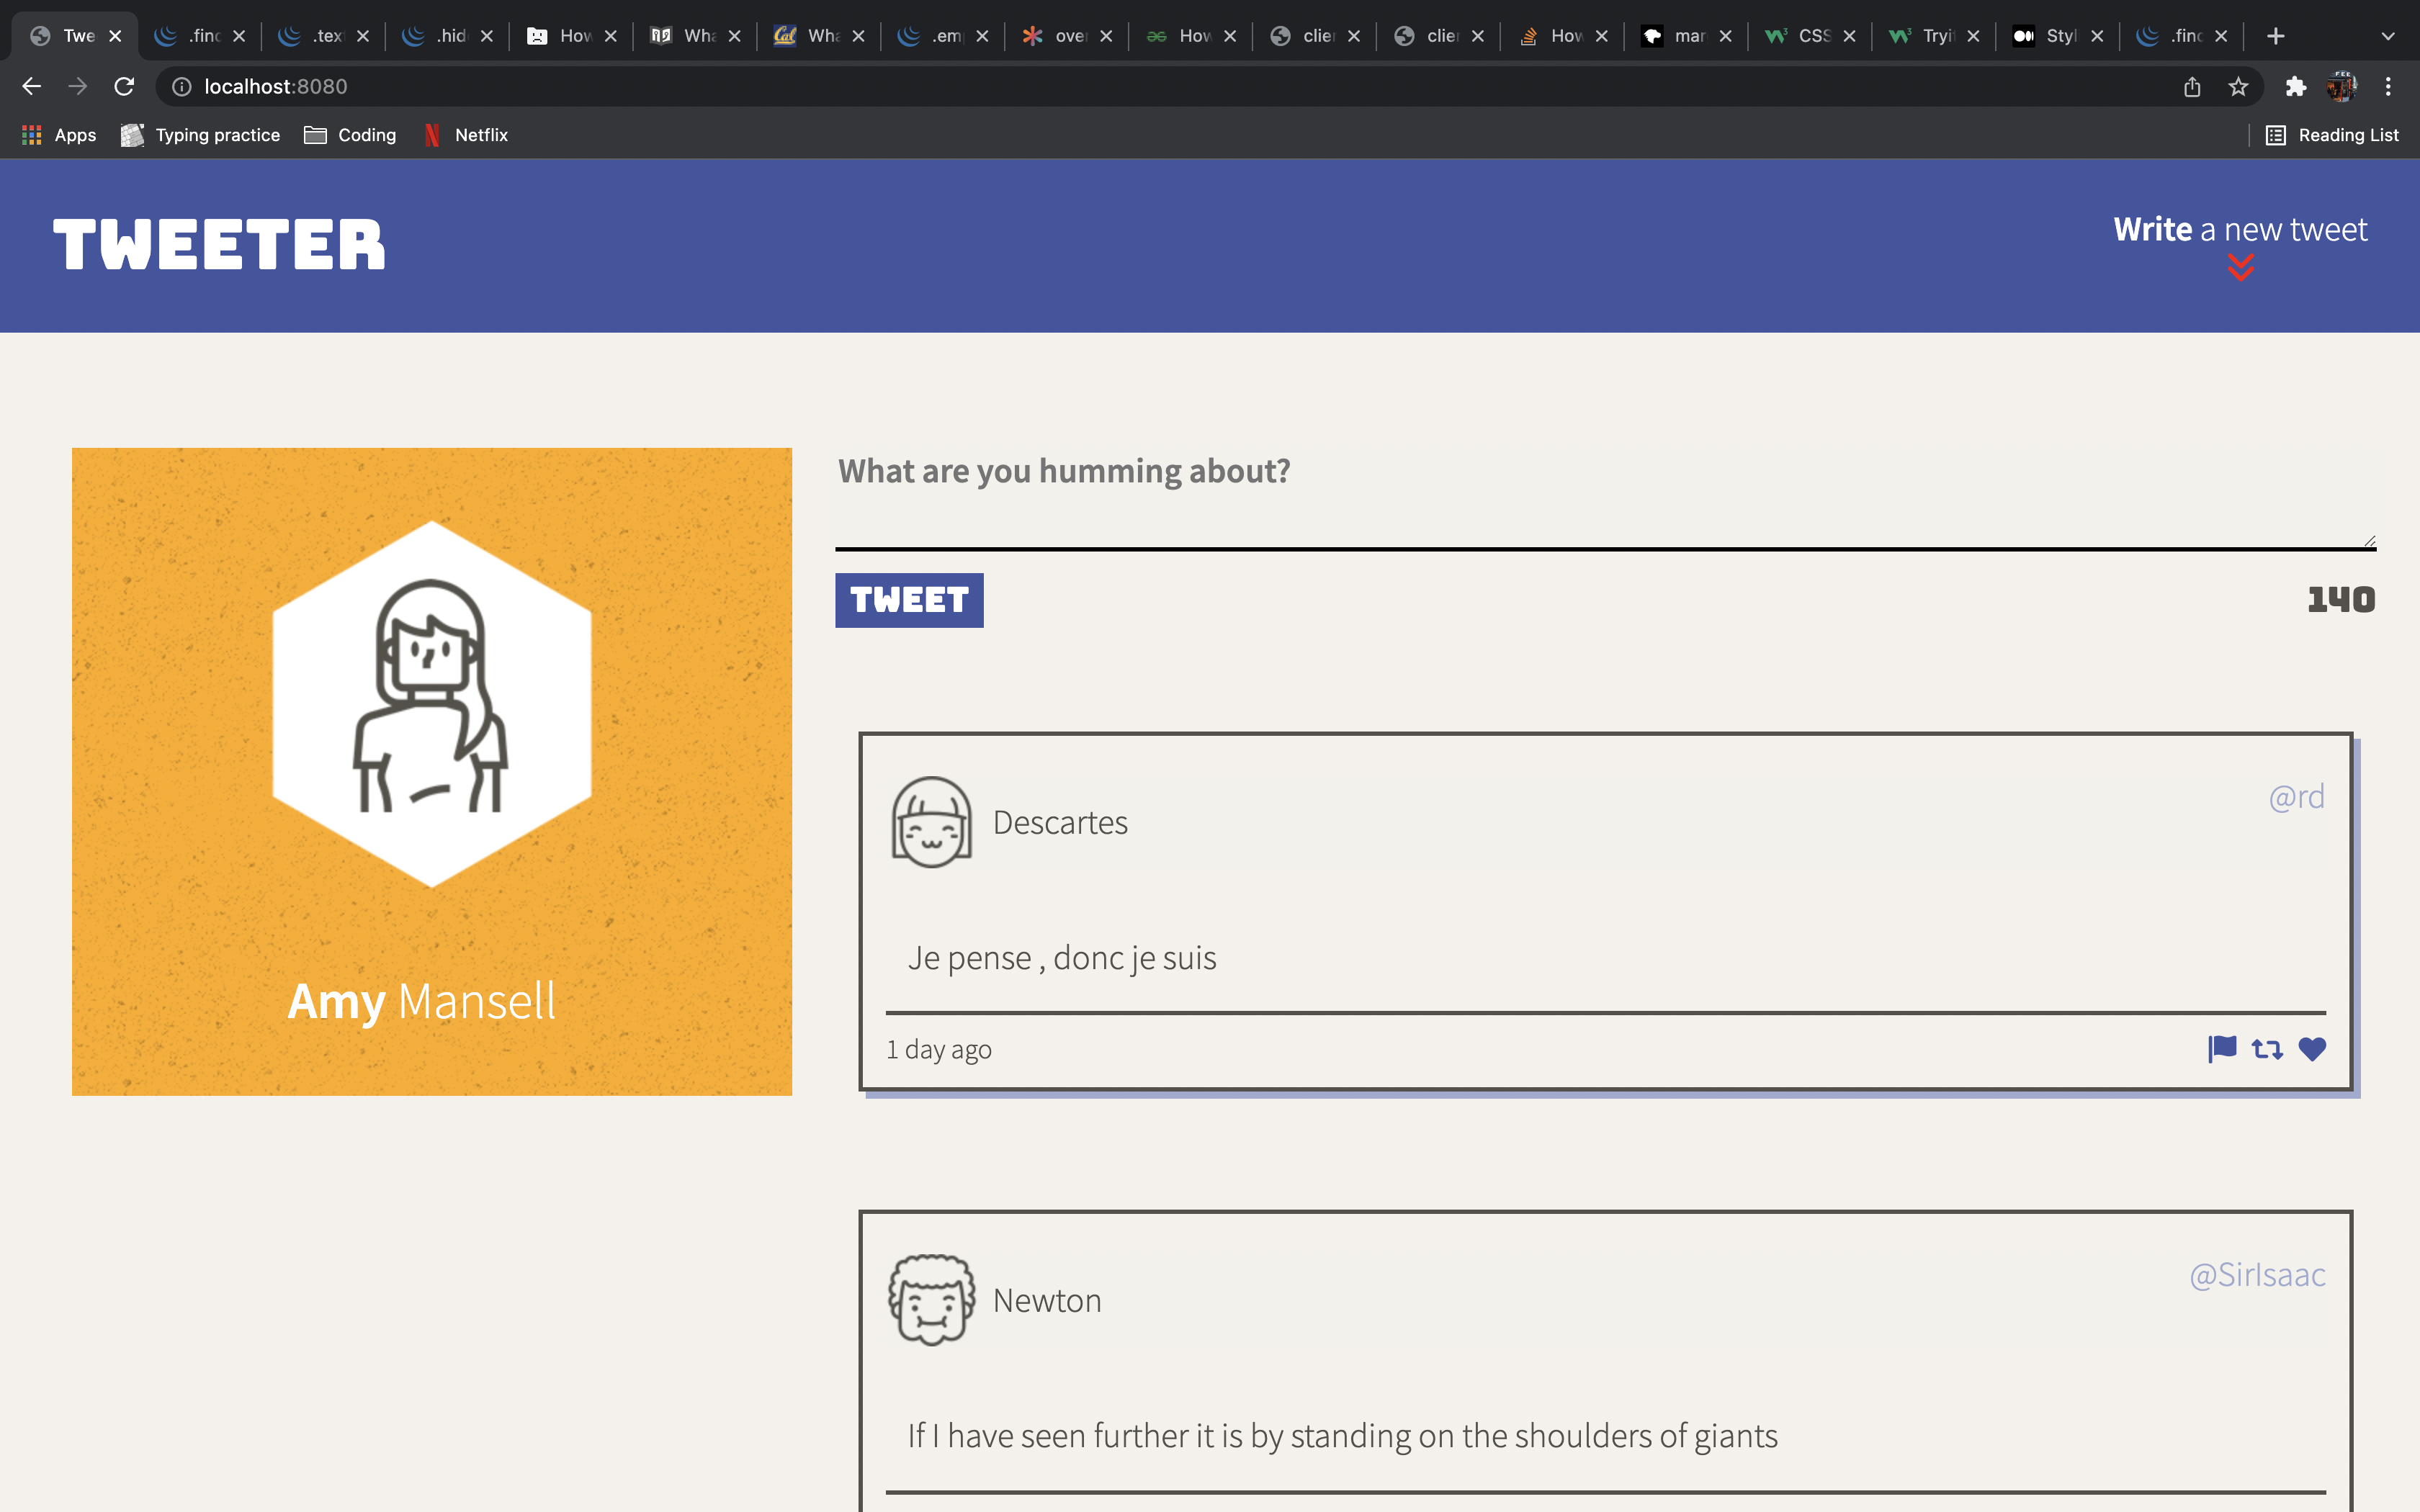 Twe
.finc
.tex
.hid
How
Wha
Cal
Wha
.em
over
How
clier
clier
How
mar
CSS
Tryi
Styl
.finc
localhost:8080
Apps
Typing practice
Coding
Netflix
Reading List
TWEETER
Write a new tweet
What are you humming about?
TWEET
140
Amy Mansell
Descartes
@rd
Je pense , donc je suis
1 day ago
Newton
@SirIsaac
If I have seen further it is by standing on the shoulders of giants